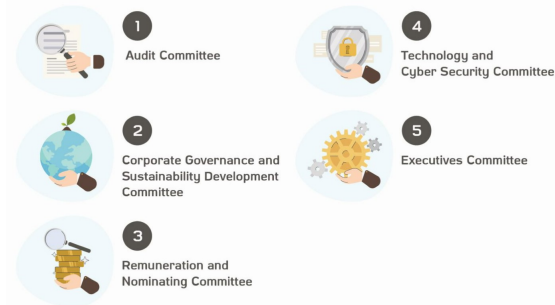 1
Audit Committee
2
Corporate Governance and
Sustainability Development
Committee
3
Remuneration and
Nominating Committee
4
Technology and
Cyber Security Committee
5
Executives Committee